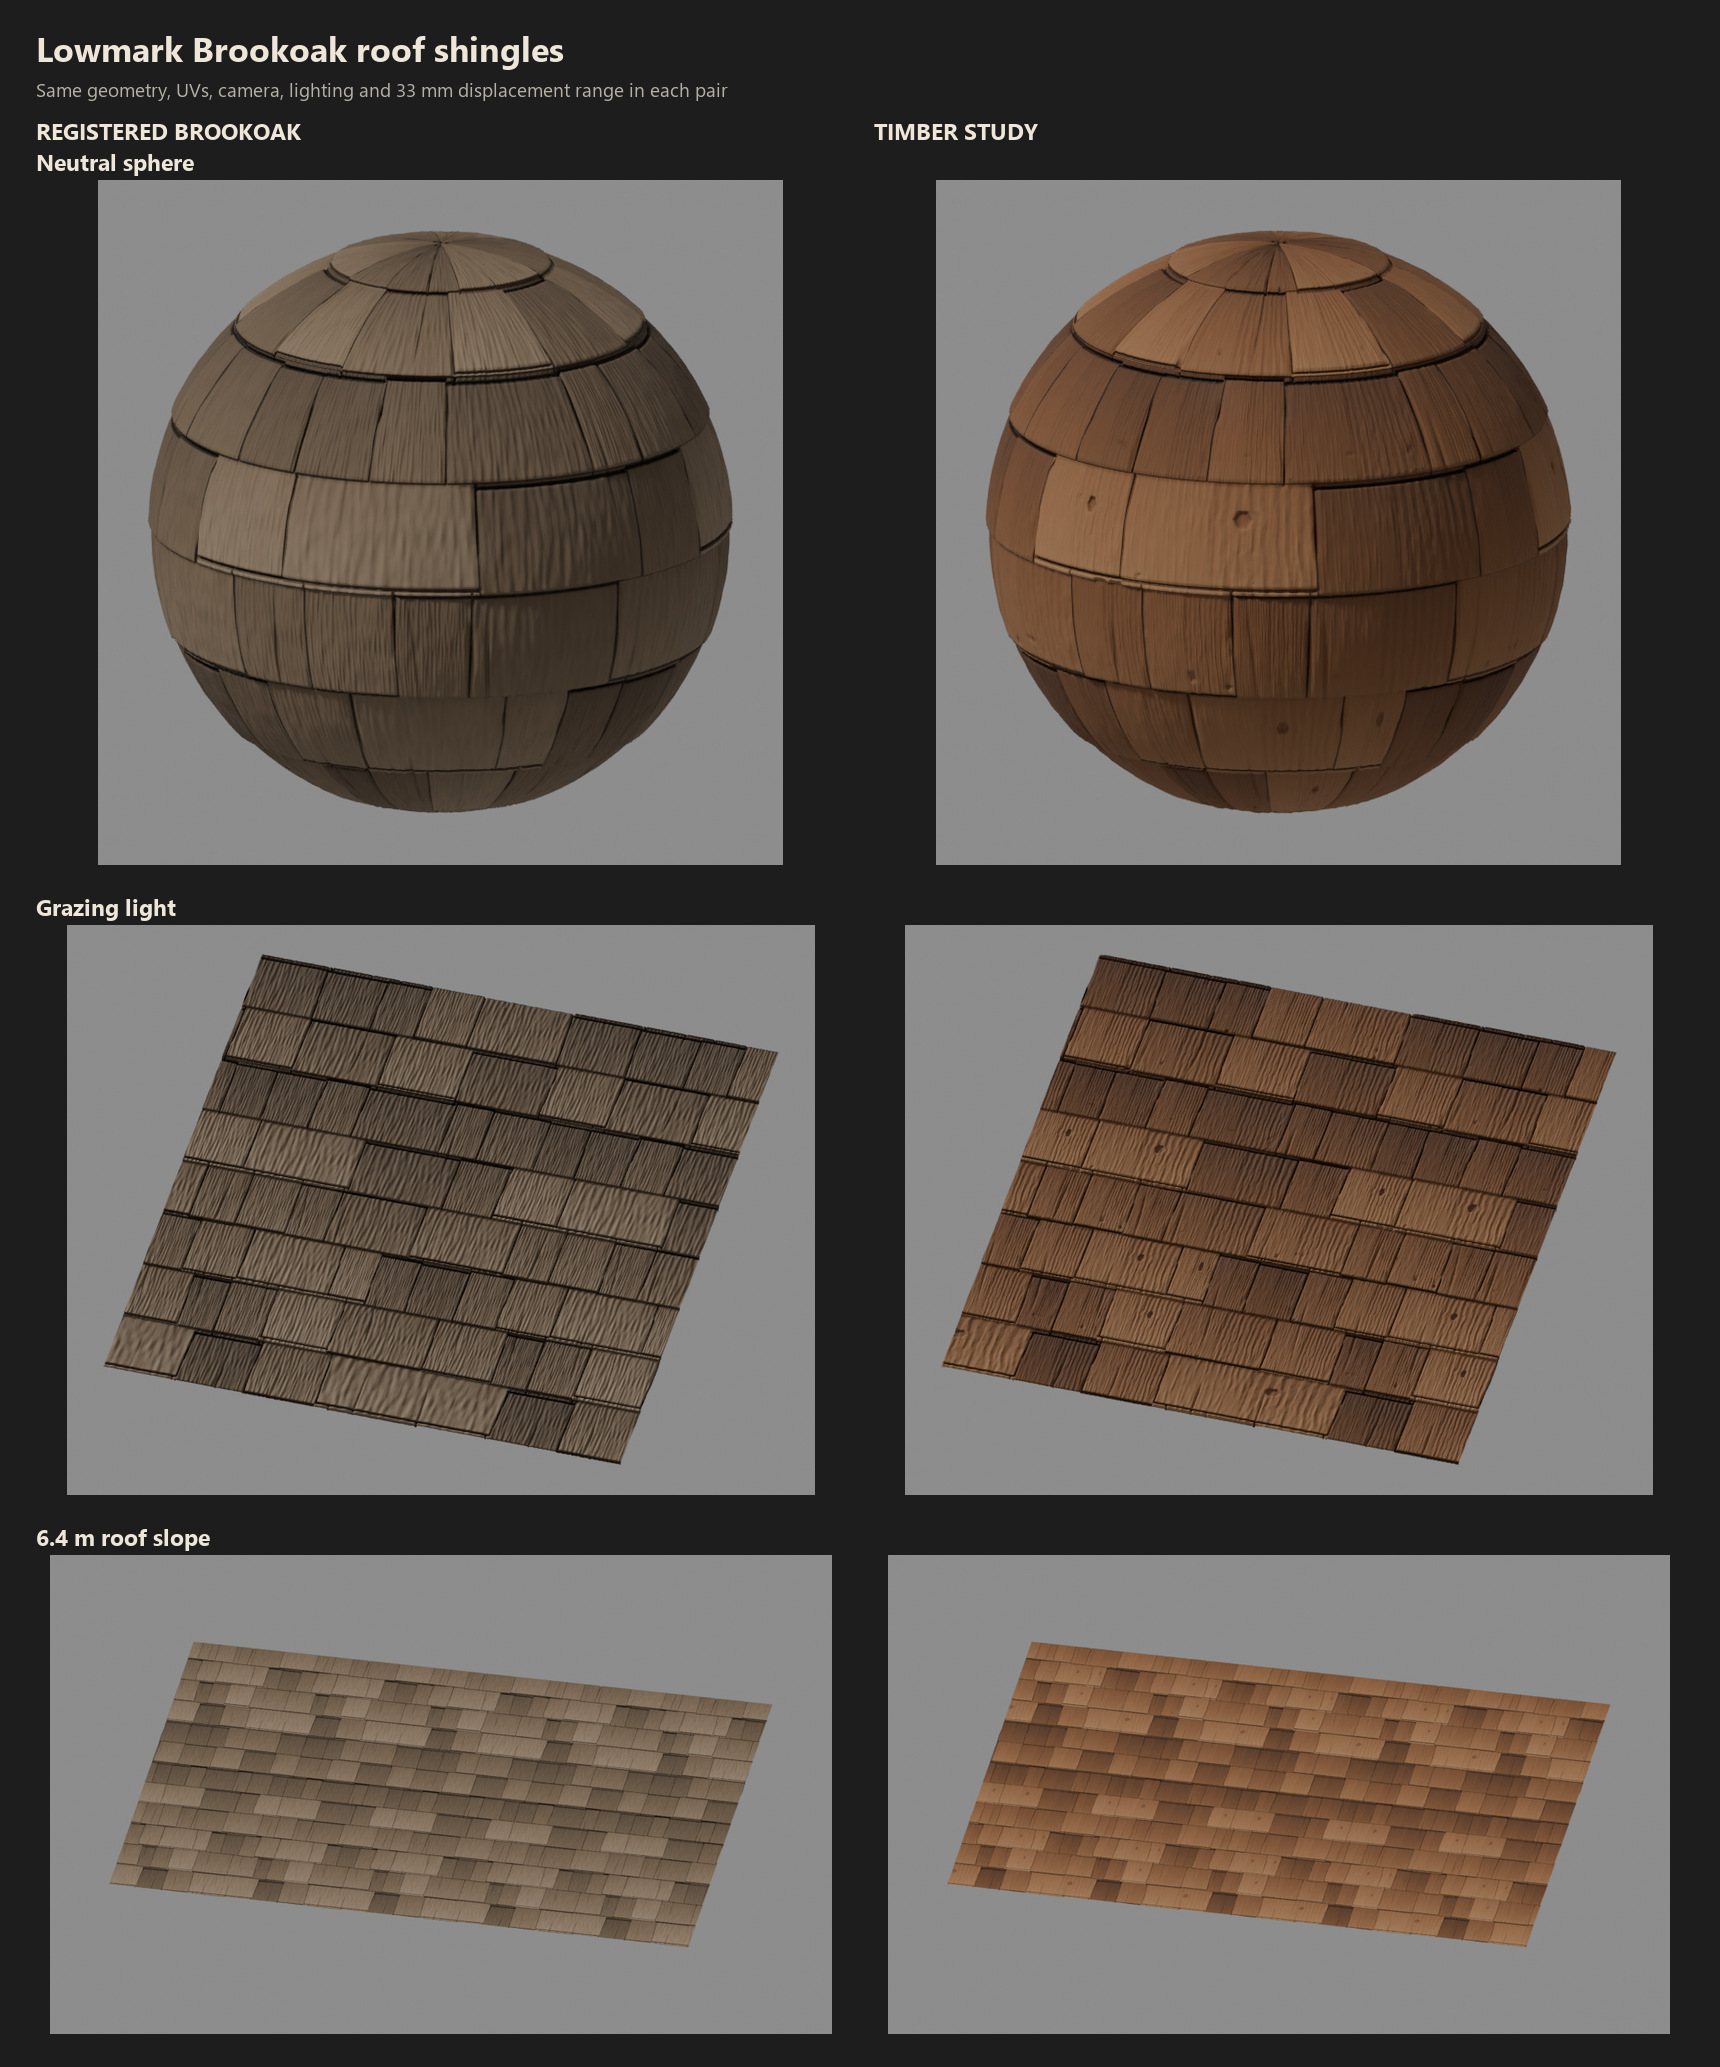 Lowmark Brookoak roof shingles
Same geometry, UVs, camera, lighting and 33 mm displacement range in each pair
REGISTERED BROOKOAK
TIMBER STUDY
Neutral sphere
Grazing light
6.4 m roof slope